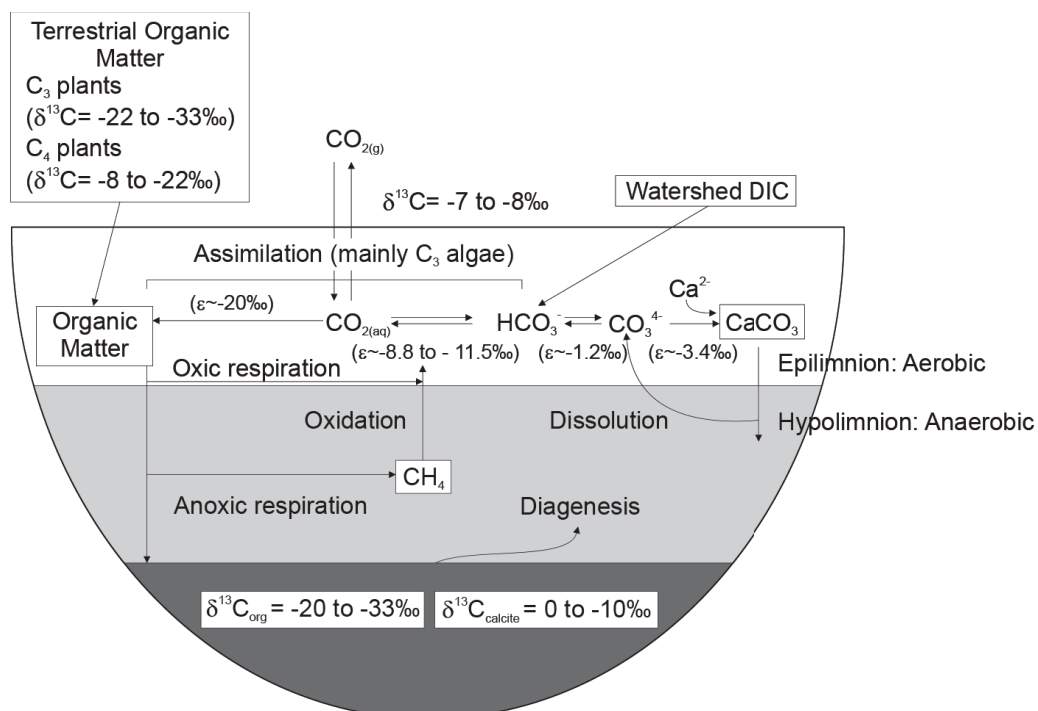 Terrestrial Organic
Matter
C₃ plants
(δ¹³C= -22 to -33‰)
C₄ plants
(δ¹³C= -8 to -22‰)
CO₂₍g₎
δ¹³C= -7 to -8‰
Watershed DIC
Assimilation (mainly C₃ algae)
(ε~-20‰)
Ca²⁻
Organic
Matter
CO₂₍aq₎
HCO₃⁻
CO₃⁴⁻
CaCO₃
(ε~-8.8 to - 11.5‰)
(ε~-1.2‰)
(ε~-3.4‰)
Oxic respiration
Epilimnion: Aerobic
Oxidation
Dissolution
Hypolimnion: Anaerobic
CH₄
Anoxic respiration
Diagenesis
δ¹³Corg = -20 to -33‰
δ¹³Ccalcite = 0 to -10‰